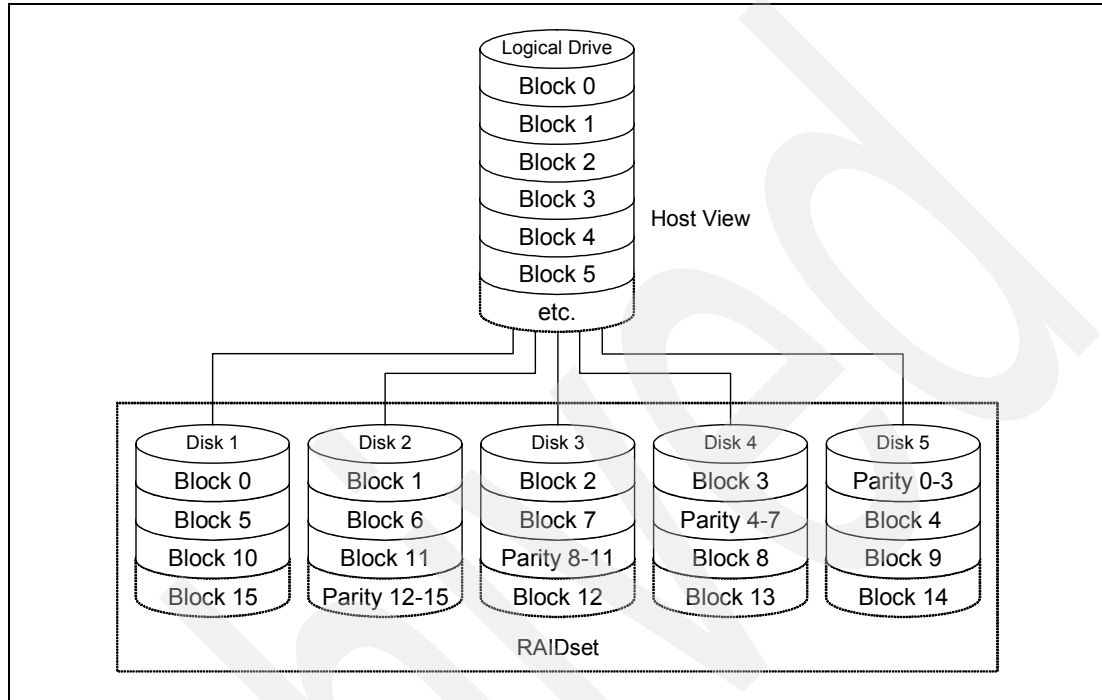 Logical Drive
Block 0
Block 1
Block 2
Block 3
Block 4
Block 5
etc.
Host View
Disk 1
Block 0
Block 5
Block 10
Block 15
Disk 2
Block 1
Block 6
Block 11
Parity 12-15
Disk 3
Block 2
Block 7
Parity 8-11
Block 12
Disk 4
Block 3
Parity 4-7
Block 8
Block 13
Disk 5
Parity 0-3
Block 4
Block 9
Block 14
RAIDset